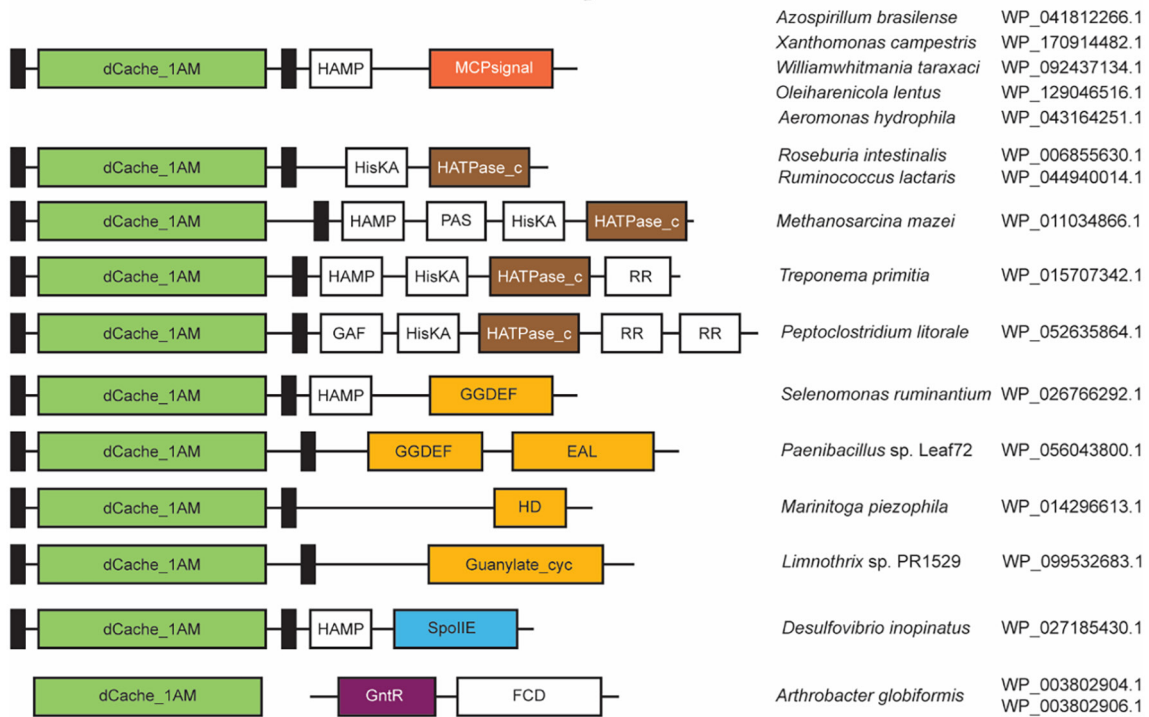 Azospirillum brasilense WP_041812266.1
Xanthomonas campestris WP_170914482.1
dCache_1AM HAMP MCPsignal Williamwhitmania taraxaci WP_092437134.1
Oleiharenicola lentus WP_129046516.1
Aeromonas hydrophila WP_043164251.1
Roseburia intestinalis WP_006855630.1
dCache_1AM HisKA HATPase_c
Ruminococcus lactaris WP_044940014.1
dCache_1AM HAMP PAS HisKA HATPase_c Methanosarcina mazei WP_011034866.1
dCache_1AM HAMP HisKA HATPase_c RR Treponema primitia WP_015707342.1
dCache_1AM GAF HisKA HATPase_c RR RR Peptoclostridium litorale WP_052635864.1
dCache_1AM HAMP GGDEF Selenomonas ruminantium WP_026766292.1
dCache_1AM GGDEF EAL Paenibacillus sp. Leaf72 WP_056043800.1
dCache_1AM HD Marinitoga piezophila WP_014296613.1
dCache_1AM Guanylate_cyc Limnothrix sp. PR1529 WP_099532683.1
dCache_1AM HAMP SpoIIE Desulfovibrio inopinatus WP_027185430.1
dCache_1AM GntR FCD Arthrobacter globiformis WP_003802904.1
WP_003802906.1